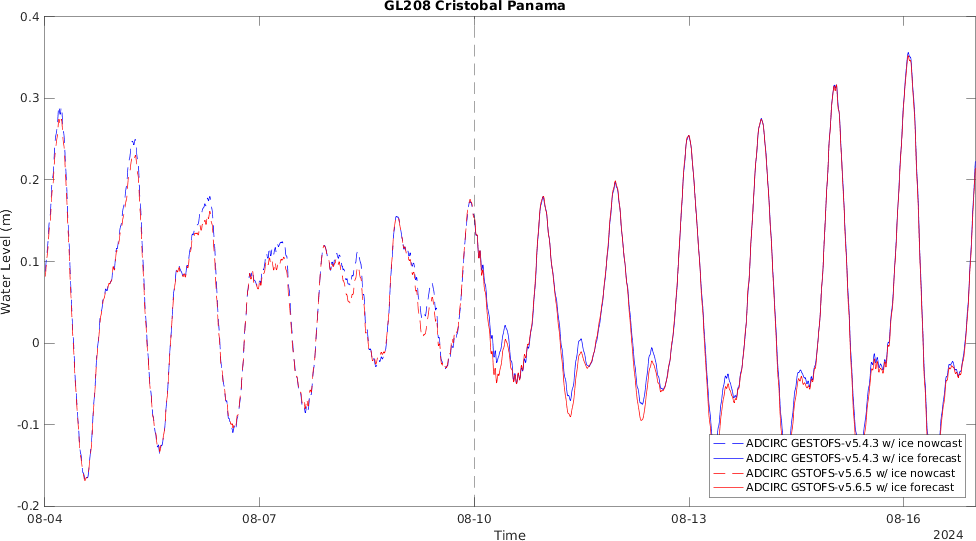 GL208 Cristobal Panama
0.4
0.3
0.2
0.1
0
-0.1
-0.2
Water Level (m)
08-04
08-07
08-10
08-13
08-16
Time
2024
ADCIRC GESTOFS-v5.4.3 w/ ice nowcast
ADCIRC GESTOFS-v5.4.3 w/ ice forecast
ADCIRC GSTOFS-v5.6.5 w/ ice nowcast
ADCIRC GSTOFS-v5.6.5 w/ ice forecast